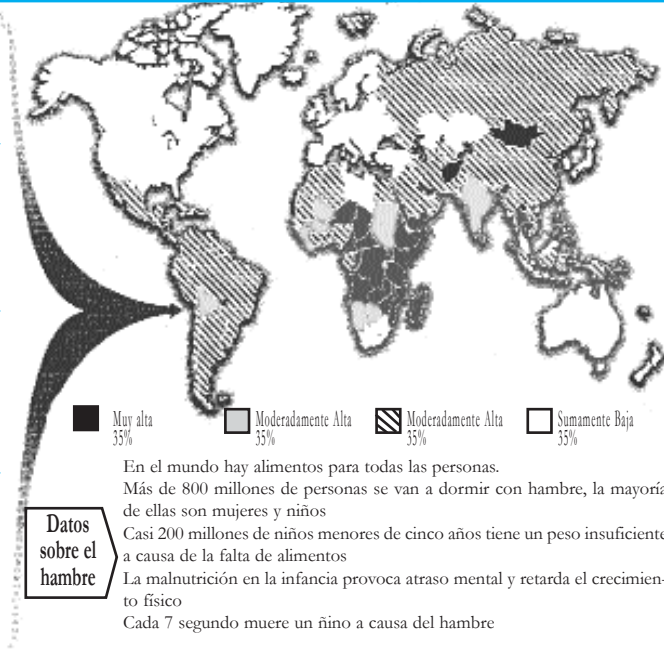 Muy alta
35%
Moderadamente Alta
35%
Moderadamente Alta
35%
Sumamente Baja
35%
Datos
sobre el
hambre
En el mundo hay alimentos para todas las personas.
Más de 800 millones de personas se van a dormir con hambre, la mayoría
de ellas son mujeres y niños
Casi 200 millones de niños menores de cinco años tiene un peso insuficiente
a causa de la falta de alimentos
La malnutrición en la infancia provoca atraso mental y retarda el crecimien-
to físico
Cada 7 segundo muere un ñino a causa del hambre